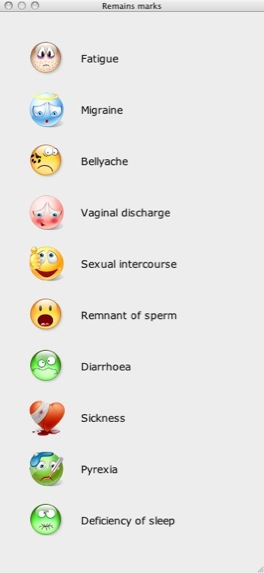 Remains marks
Fatigue
Migraine
Bellyache
Vaginal discharge
Sexual intercourse
Remnant of sperm
Diarrhoea
Sickness
Pyrexia
Deficiency of sleep